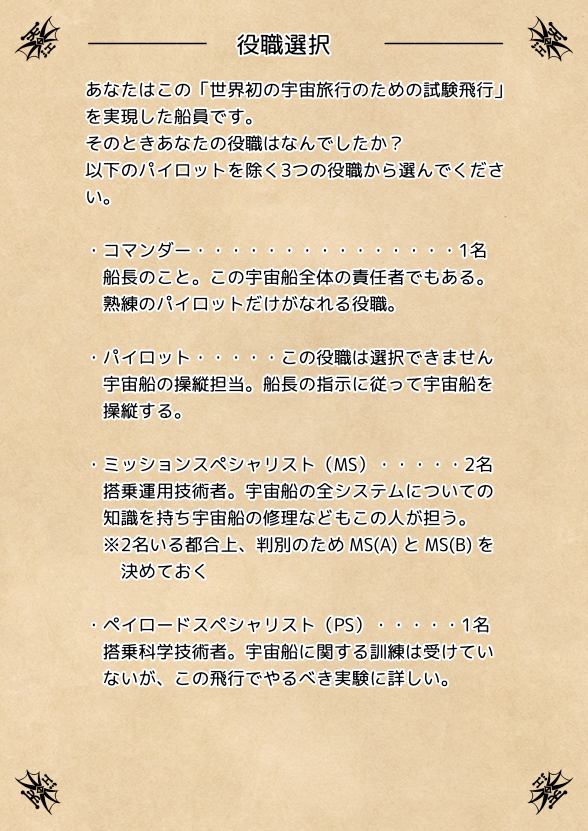 役職選択
あなたはこの「世界初の宇宙旅行のための試験飛行」
を実現した船員です。
そのときあなたの役職はなんでしたか？
以下のパイロットを除く3つの役職から選んでくださ
い。
・コマンダー・・・・・・・・・・・・・・・1名
船長のこと。この宇宙船全体の責任者でもある。
熟練のパイロットだけがなれる役職。
・パイロット・・・・・この役職は選択できません
宇宙船の操縦担当。船長の指示に従って宇宙船を
操縦する。
・ミッションスペシャリスト（MS）・・・・・2名
搭乗運用技術者。宇宙船の全システムについての
知識を持ち宇宙船の修理などもこの人が担う。
※2名いる都合上、判別のため MS(A) と MS(B) を
決めておく
・ペイロードスペシャリスト（PS）・・・・・1名
搭乗科学技術者。宇宙船に関する訓練は受けてい
ないが、この飛行でやるべき実験に詳しい。